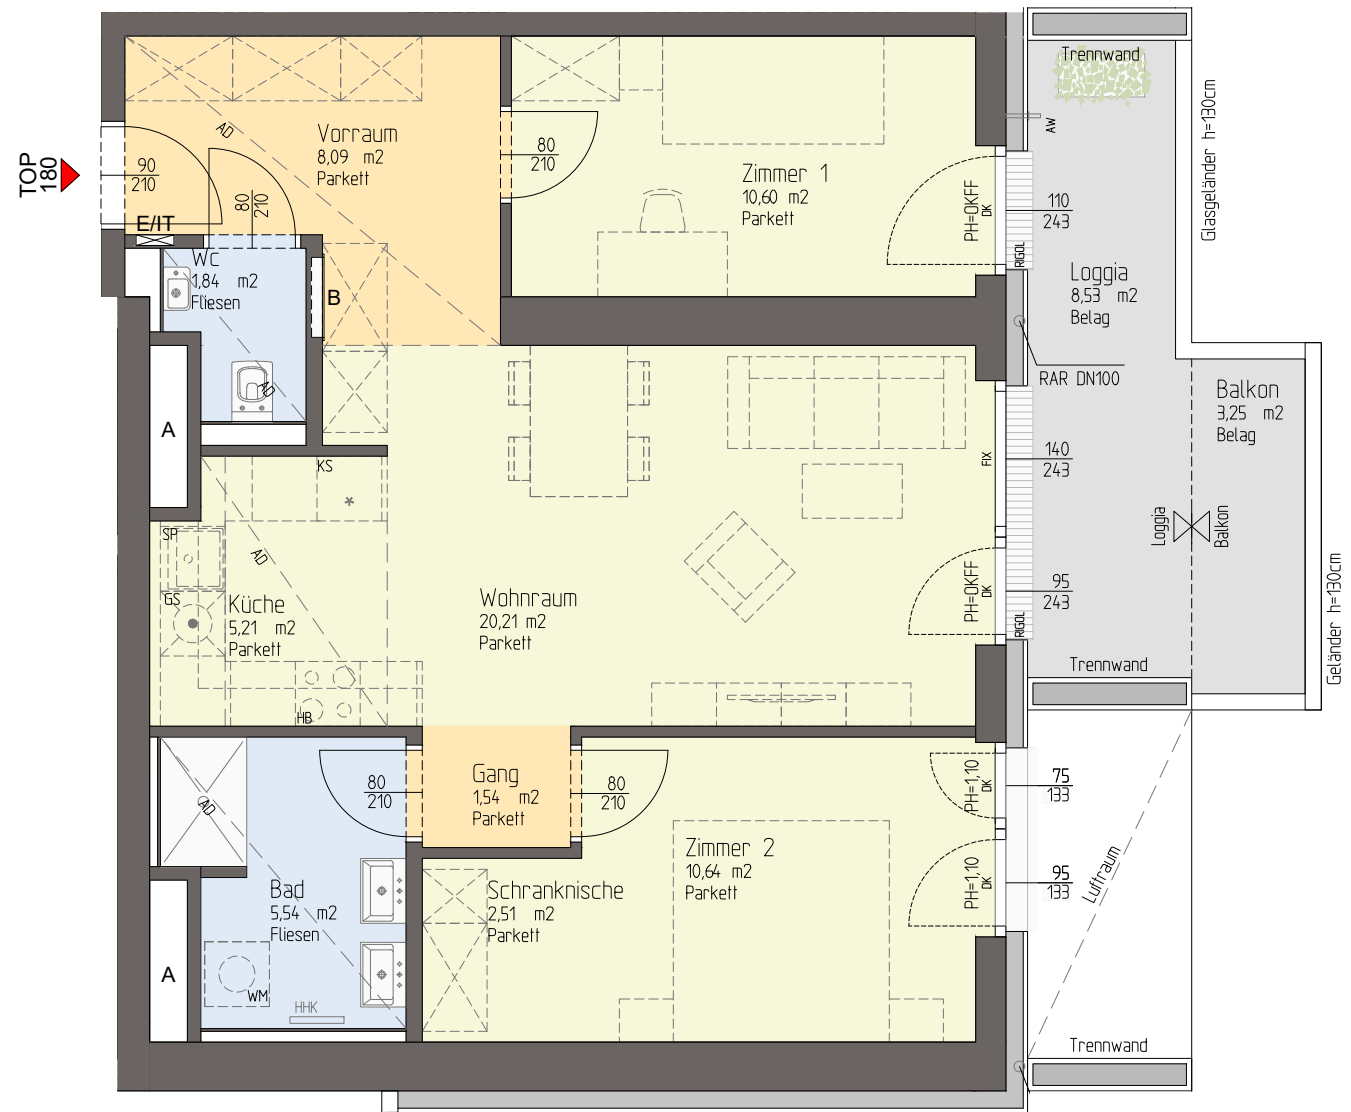 Trennwand
AD
Vorraum
8,09 m2
Parkett
AW
Glasgeländer h=130cm
TOP
180
90
210
80
210
80
210
Zimmer 1
10,60 m2
Parkett
PH=OKFF
DK
110
243
RIGOL
E/IT
Wc
1,84 m2
Fliesen
B
Loggia
8,53 m2
Belag
RAR DN100
AD
Balkon
3,25 m2
Belag
A
KS
*
FIX
140
243
SP
AD
Loggia
Balkon
GS
Küche
5,21 m2
Parkett
Wohnraum
20,21 m2
Parkett
PH=OKFF
DK
95
243
RIGOL
Geländer h=130cm
Trennwand
HB
80
210
Gang
1,54 m2
Parkett
80
210
PH=1,10
DK
75
133
AD
Zimmer 2
10,64 m2
Parkett
PH=1,10
DK
95
133
Luftraum
Bad
5,54 m2
Fliesen
Schranknische
2,51 m2
Parkett
A
WM
HHK
Trennwand